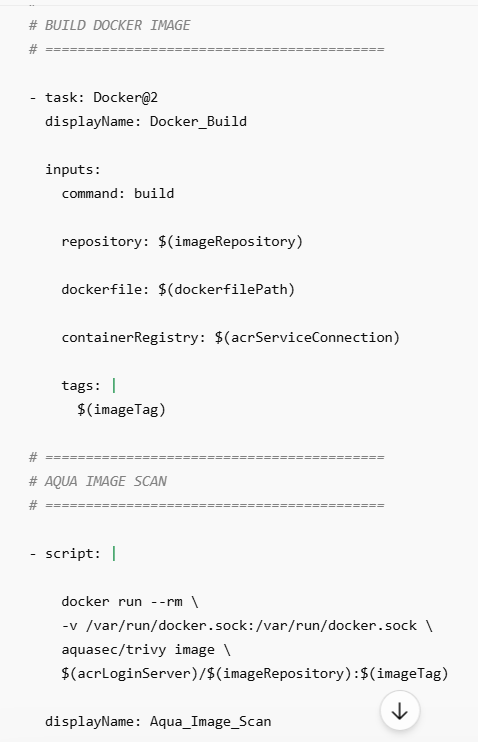 # BUILD DOCKER IMAGE
# ==========================================
- task: Docker@2
displayName: Docker_Build
inputs:
command: build
repository: $(imageRepository)
dockerfile: $(dockerfilePath)
containerRegistry: $(acrServiceConnection)
tags: |
$(imageTag)
# ==========================================
# AQUA IMAGE SCAN
# ==========================================
- script: |
docker run --rm \
-v /var/run/docker.sock:/var/run/docker.sock \
aquasec/trivy image \
$(acrLoginServer)/$(imageRepository):$(imageTag)
displayName: Aqua_Image_Scan